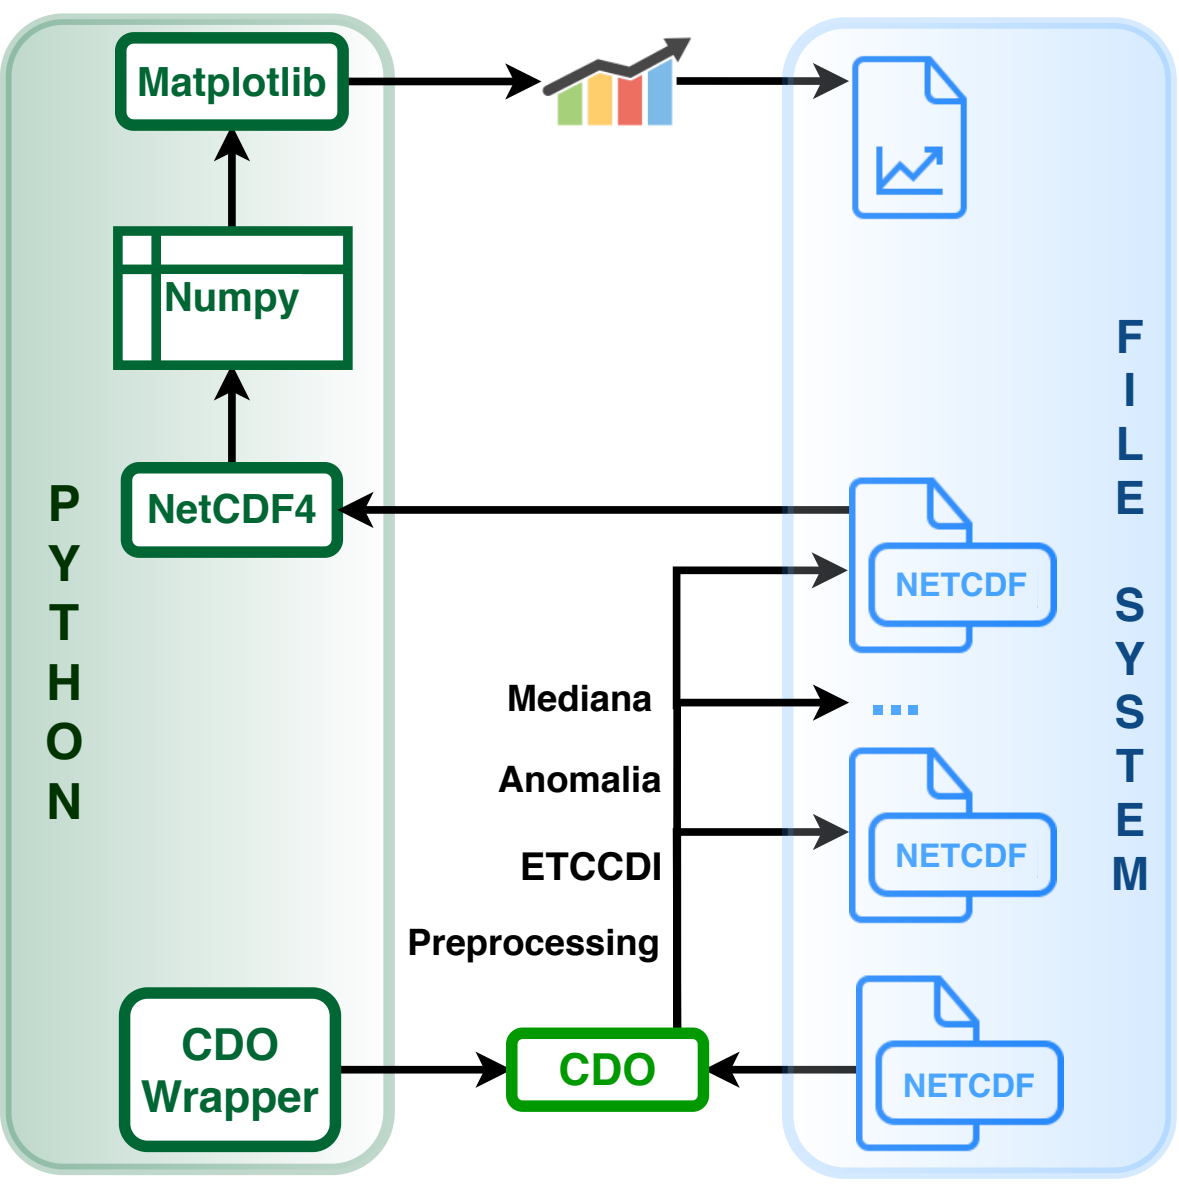 Matplotlib
Numpy
NetCDF4
PYTHON
CDO
Wrapper
Mediana
Anomalia
ETCCDI
Preprocessing
CDO
NETCDF
...
NETCDF
NETCDF
FILE SYSTEM